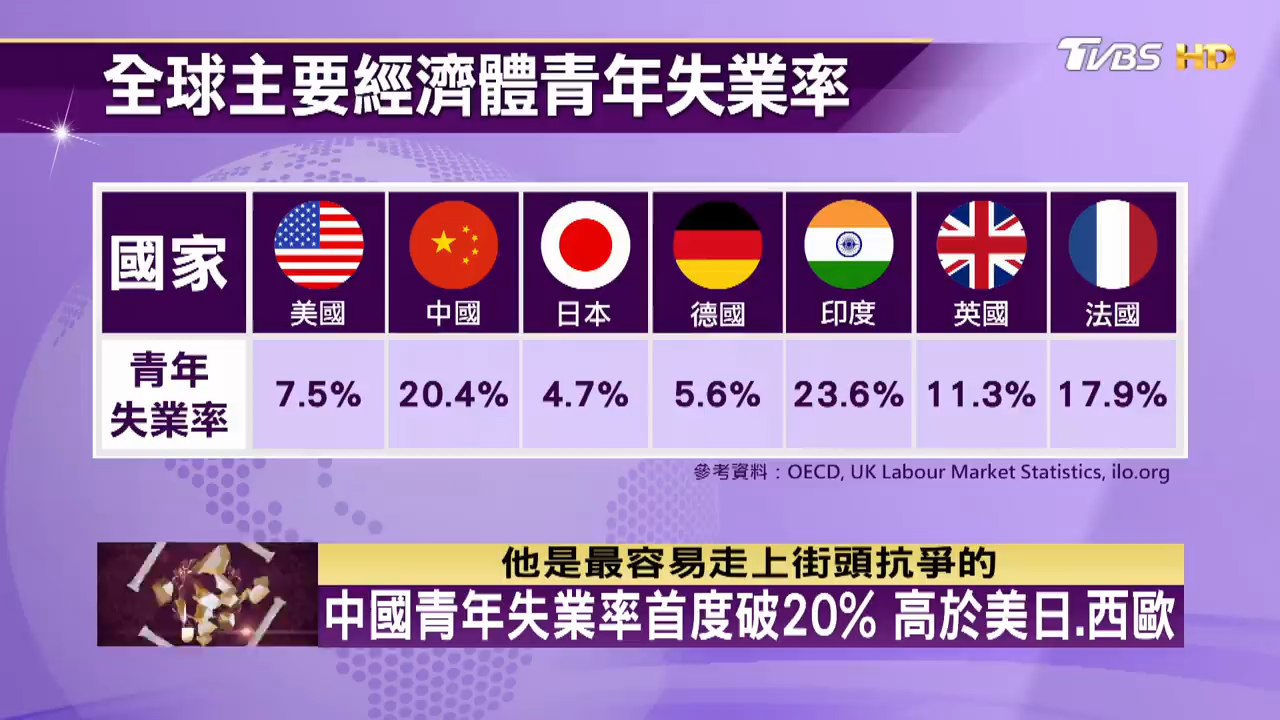 全球主要經濟體青年失業率
TVBS HD
國家
美國
中國
日本
德國
印度
英國
法國
青年
失業率
7.5%
20.4%
4.7%
5.6%
23.6%
11.3%
17.9%
參考資料：OECD, UK Labour Market Statistics, ilo.org
他是最容易走上街頭抗爭的
中國青年失業率首度破20% 高於美日.西歐